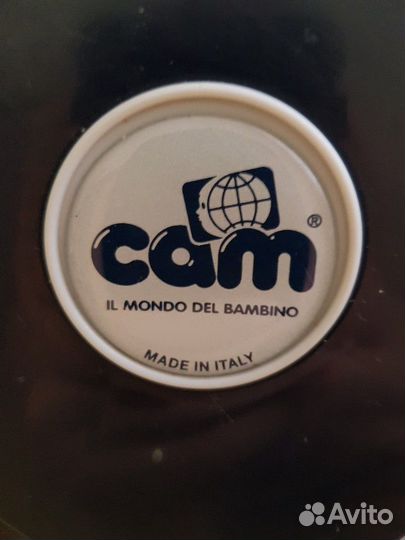 cam®
IL MONDO DEL BAMBINO
MADE IN ITALY
Avito